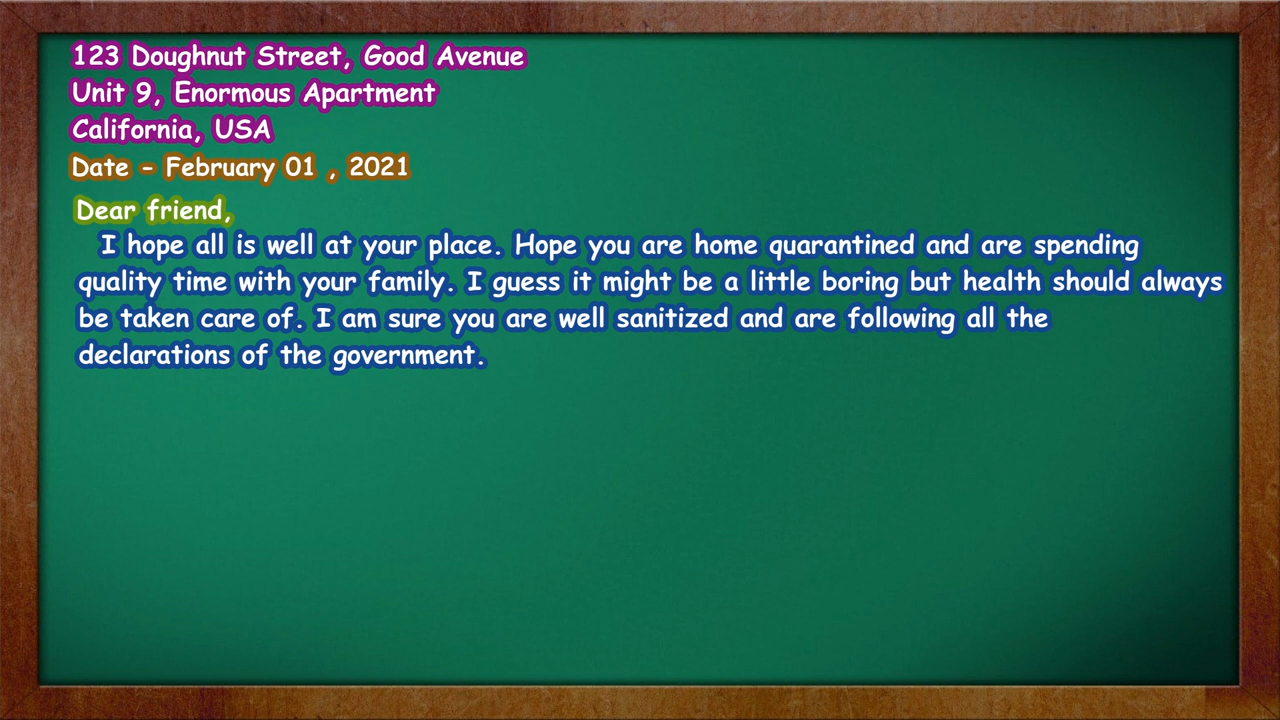 123 Doughnut Street, Good Avenue
Unit 9, Enormous Apartment
California, USA
Date - February 01 , 2021
Dear friend,
I hope all is well at your place. Hope you are home quarantined and are spending
quality time with your family. I guess it might be a little boring but health should always
be taken care of. I am sure you are well sanitized and are following all the
declarations of the government.